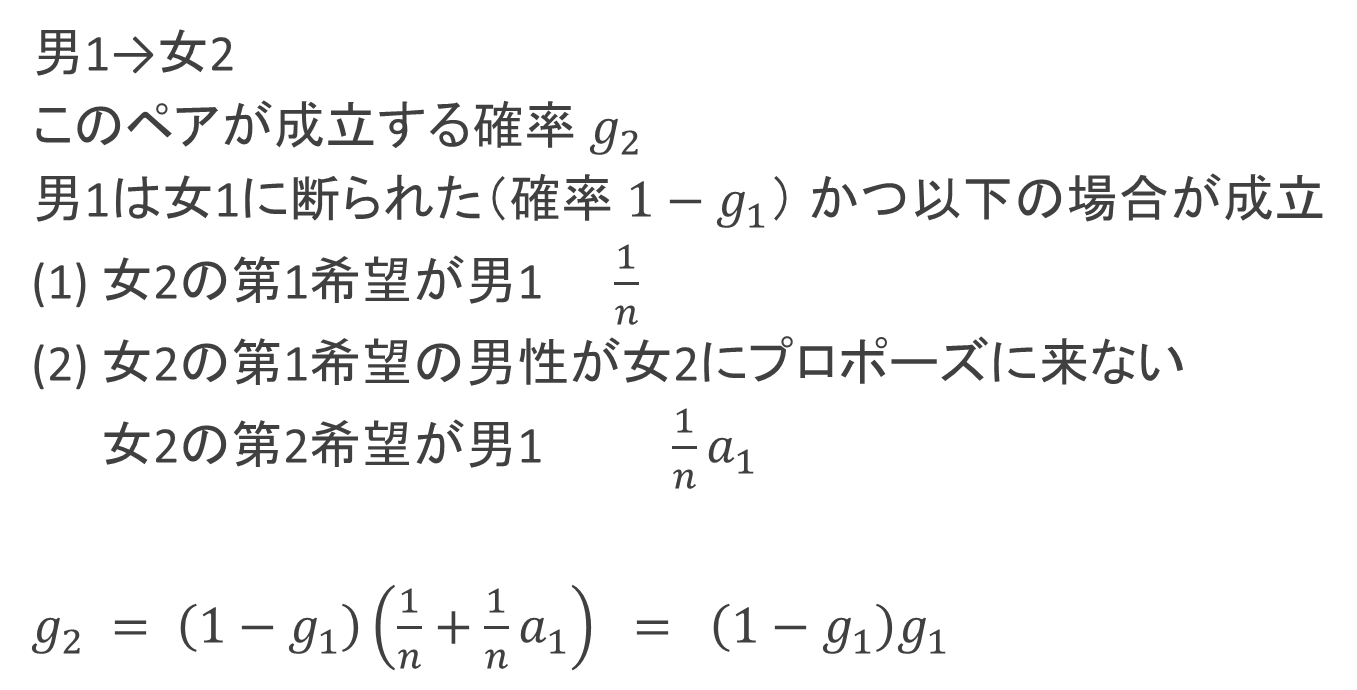 男1→女2
このペアが成立する確率 g₂
男1は女1に断られた（確率 1 − g₁） かつ以下の場合が成立
(1) 女2の第1希望が男1 1/n
(2) 女2の第1希望の男性が女2にプロポーズに来ない
女2の第2希望が男1 1/n a₁
g₂ = (1 − g₁)(1/n + 1/n a₁) = (1 − g₁)g₁